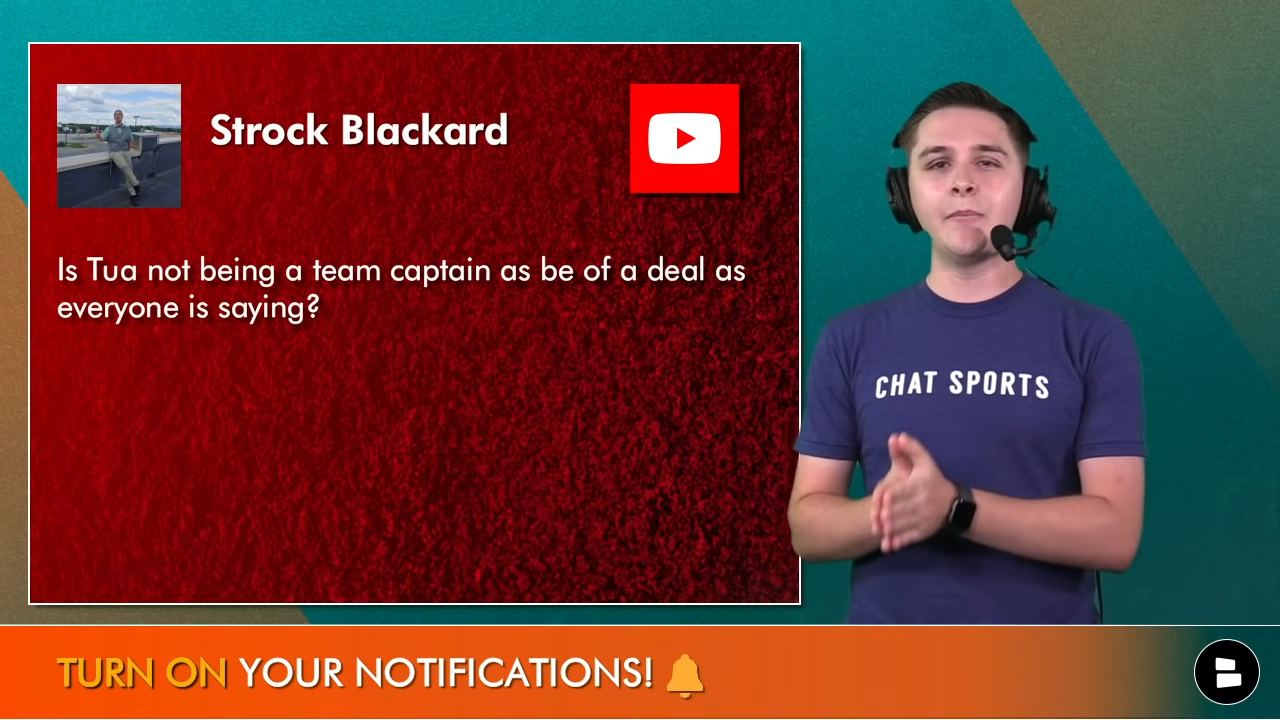 Strock Blackard
Is Tua not being a team captain as be of a deal as
everyone is saying?
CHAT SPORTS
TURN ON YOUR NOTIFICATIONS!